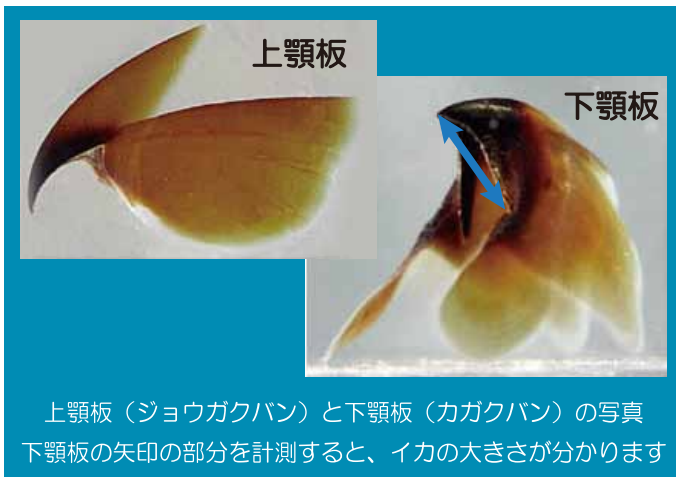 上顎板
下顎板
上顎板（ジョウガクバン）と下顎板（カガクバン）の写真
下顎板の矢印の部分を計測すると、イカの大きさが分かります